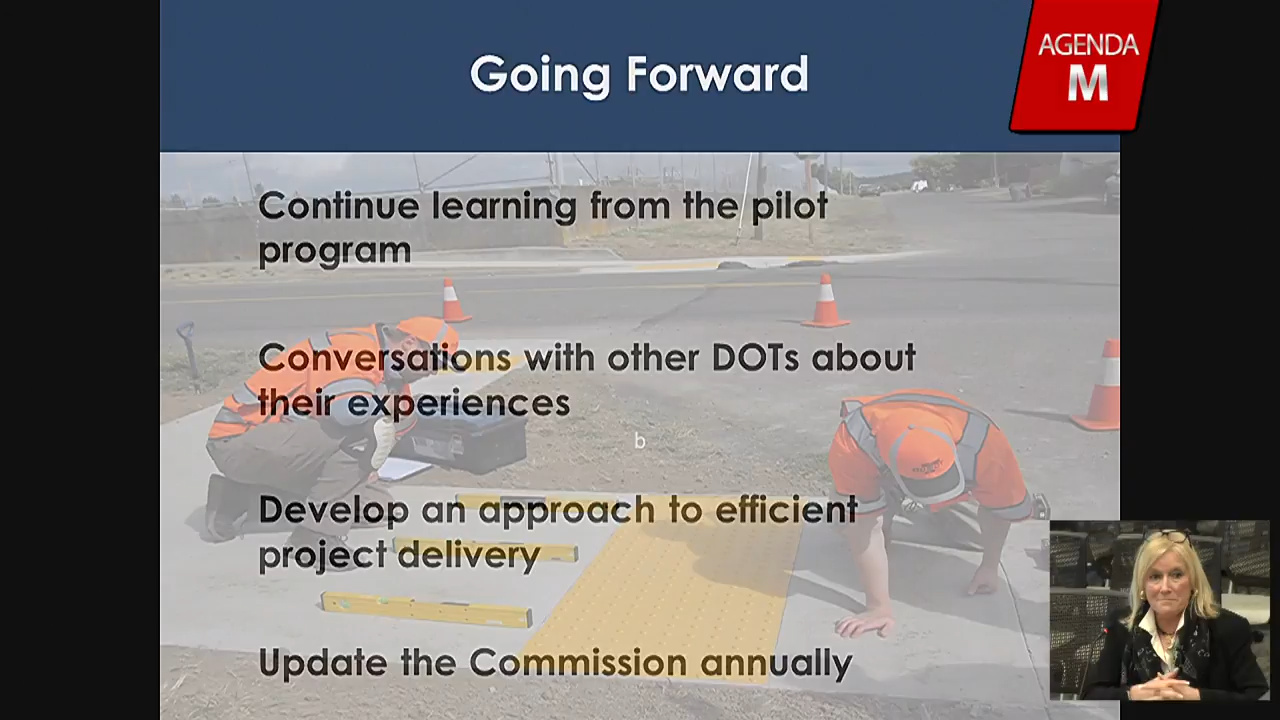 Going Forward
AGENDA
M
Continue learning from the pilot
program
Conversations with other DOTs about
their experiences
b
Develop an approach to efficient
project delivery
Update the Commission annually